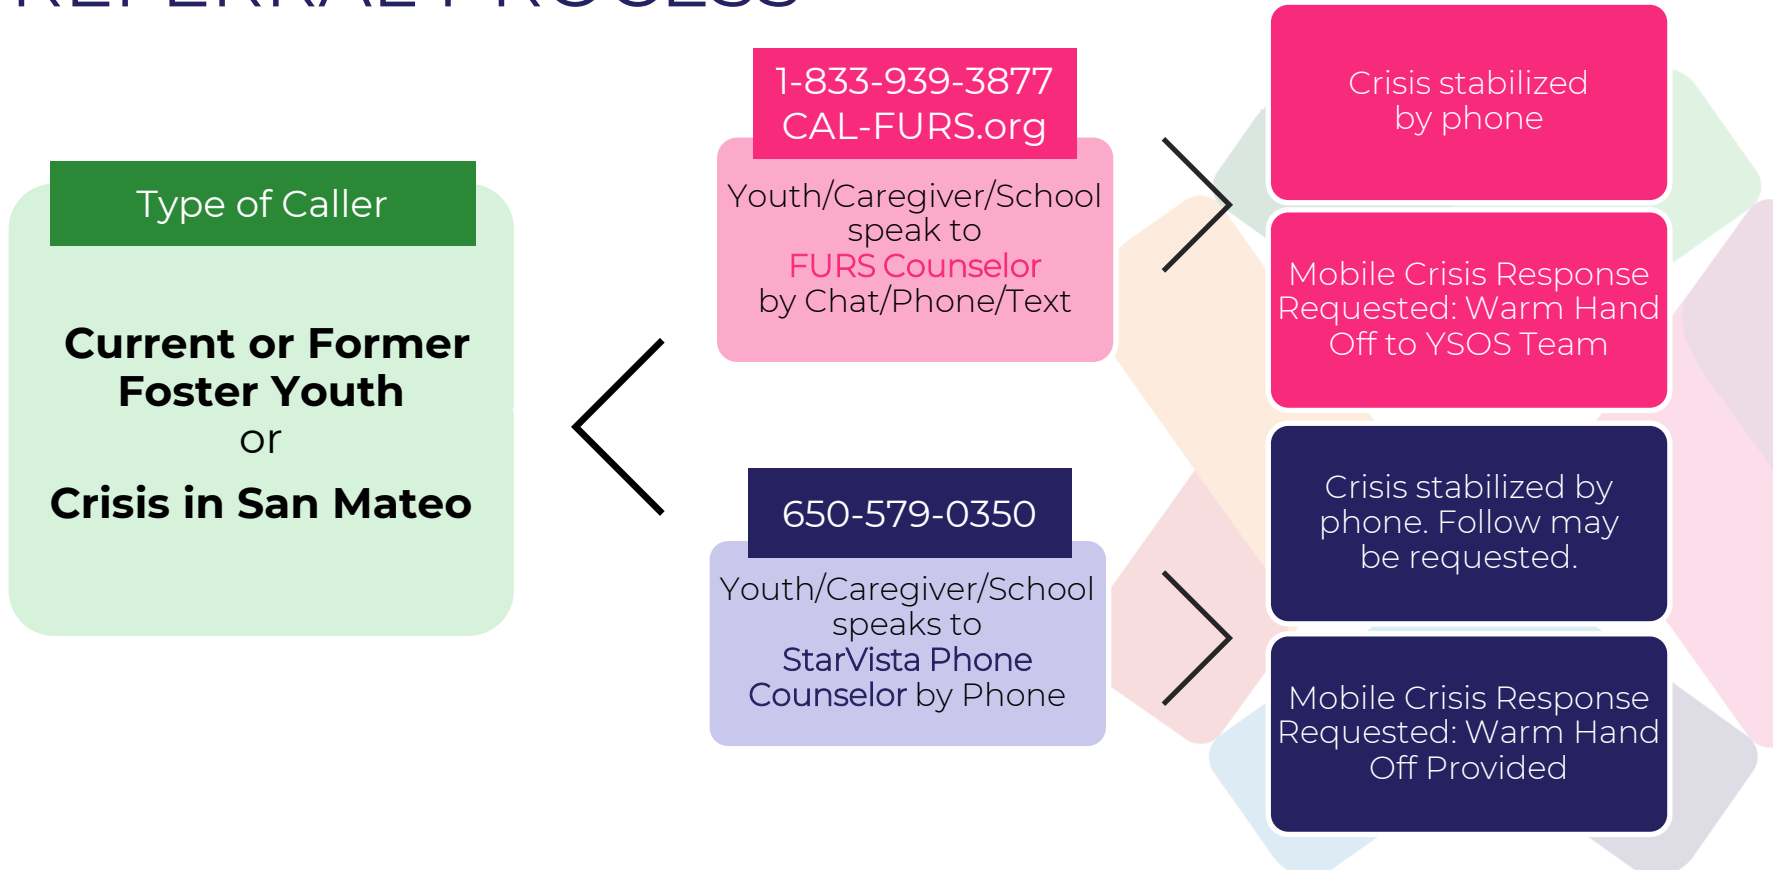 REFERRAL PROCESS
Type of Caller
Current or Former
Foster Youth
or
Crisis in San Mateo
1-833-939-3877
CAL-FURS.org
Youth/Caregiver/School
speak to
FURS Counselor
by Chat/Phone/Text
650-579-0350
Youth/Caregiver/School
speaks to
StarVista Phone
Counselor by Phone
Crisis stabilized
by phone
Mobile Crisis Response
Requested: Warm Hand
Off to YSOS Team
Crisis stabilized by
phone. Follow may
be requested.
Mobile Crisis Response
Requested: Warm Hand
Off Provided